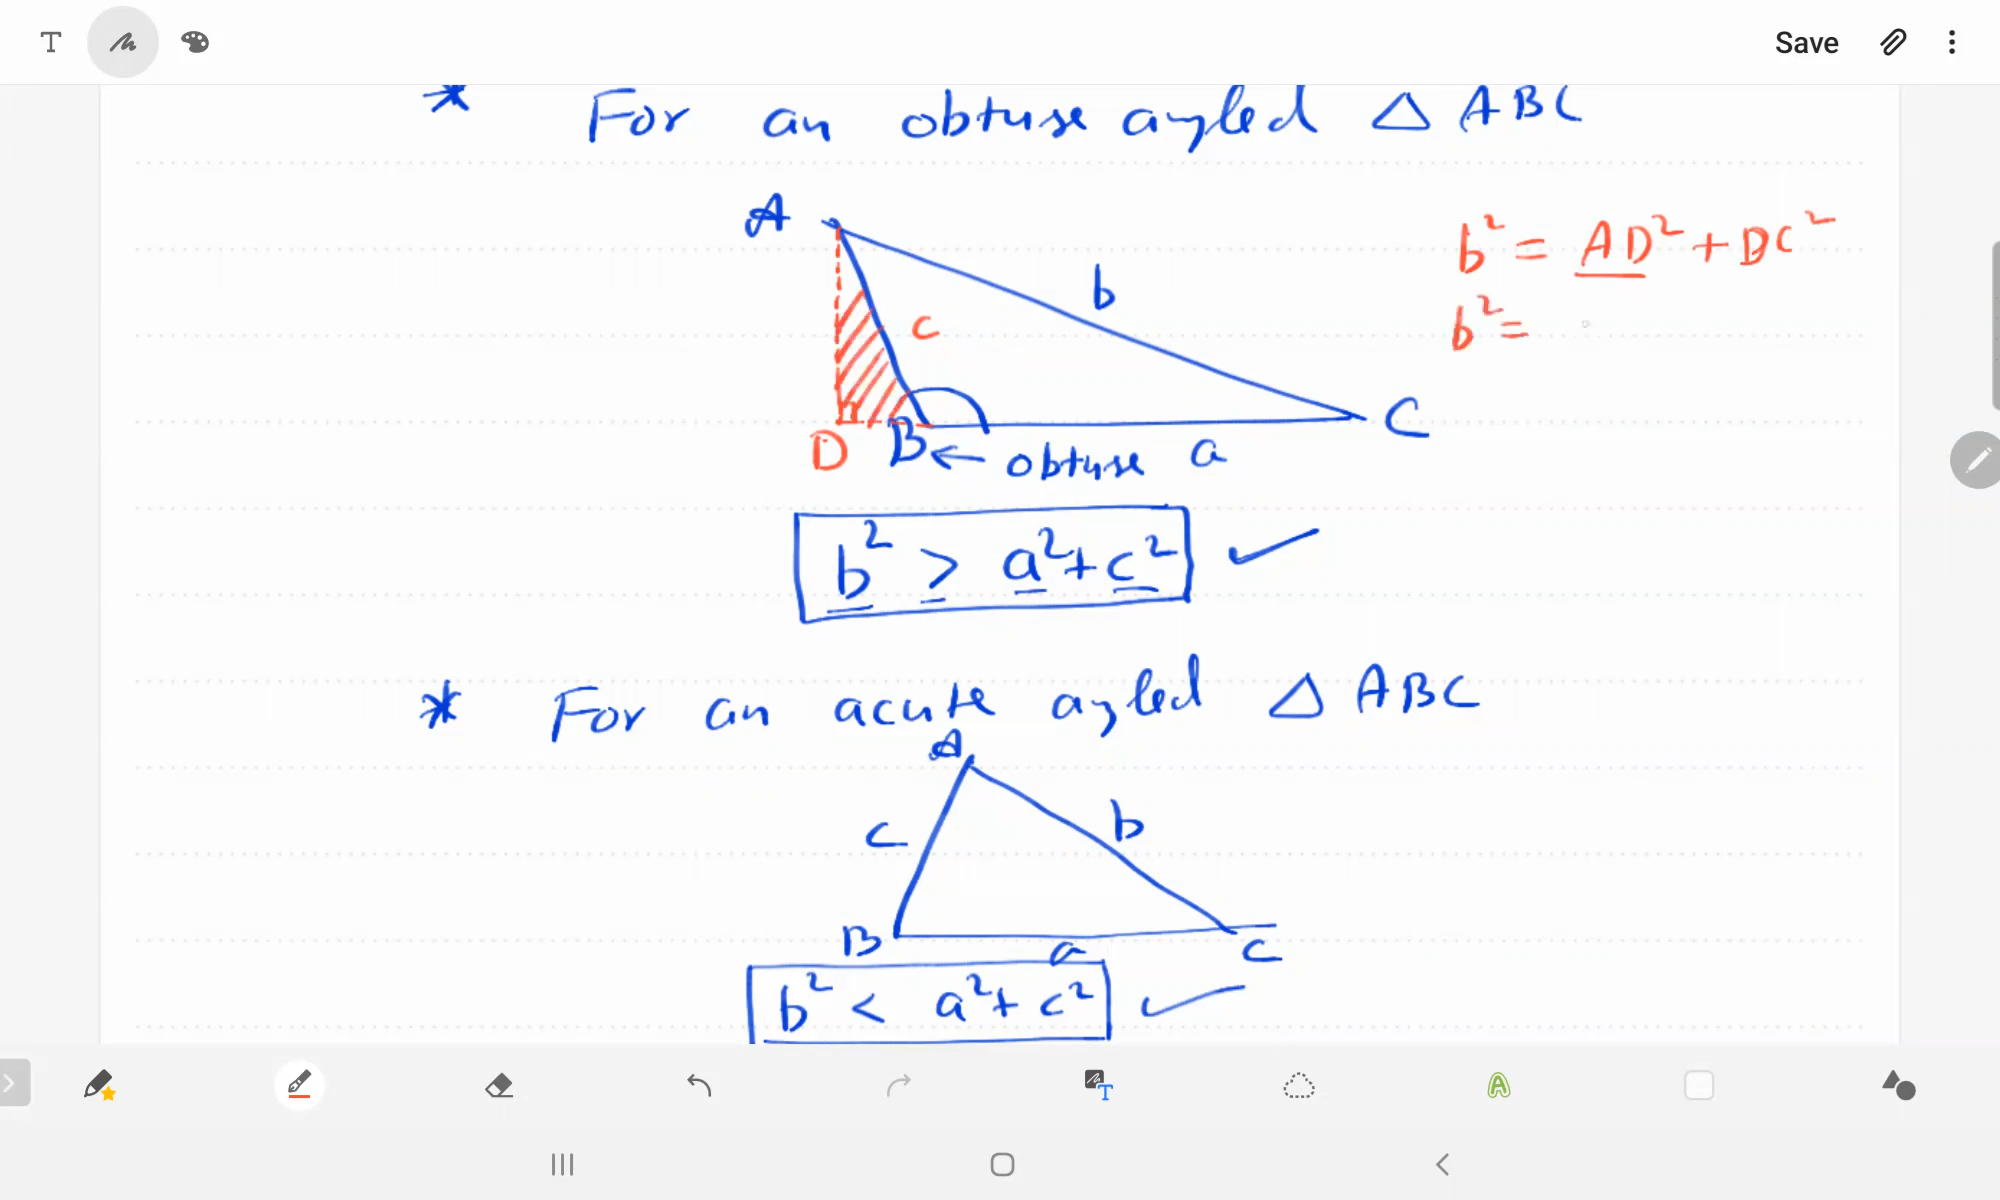 T Save
* For an obtuse angled △ ABC
A
b² = AD² + DC²
b
c
b² =
C
D B ← obtuse a
b² > a² + c² ✓
* For an acute angled △ ABC
A
c b
B a C
b² < a² + c² ✓